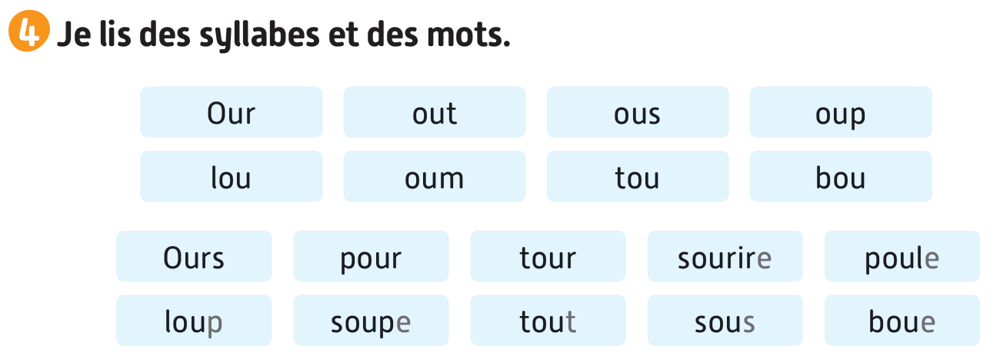 4 Je lis des syllabes et des mots.
Our out ous oup
lou oum tou bou
Ours pour tour sourire poule
loup soupe tout sous boue